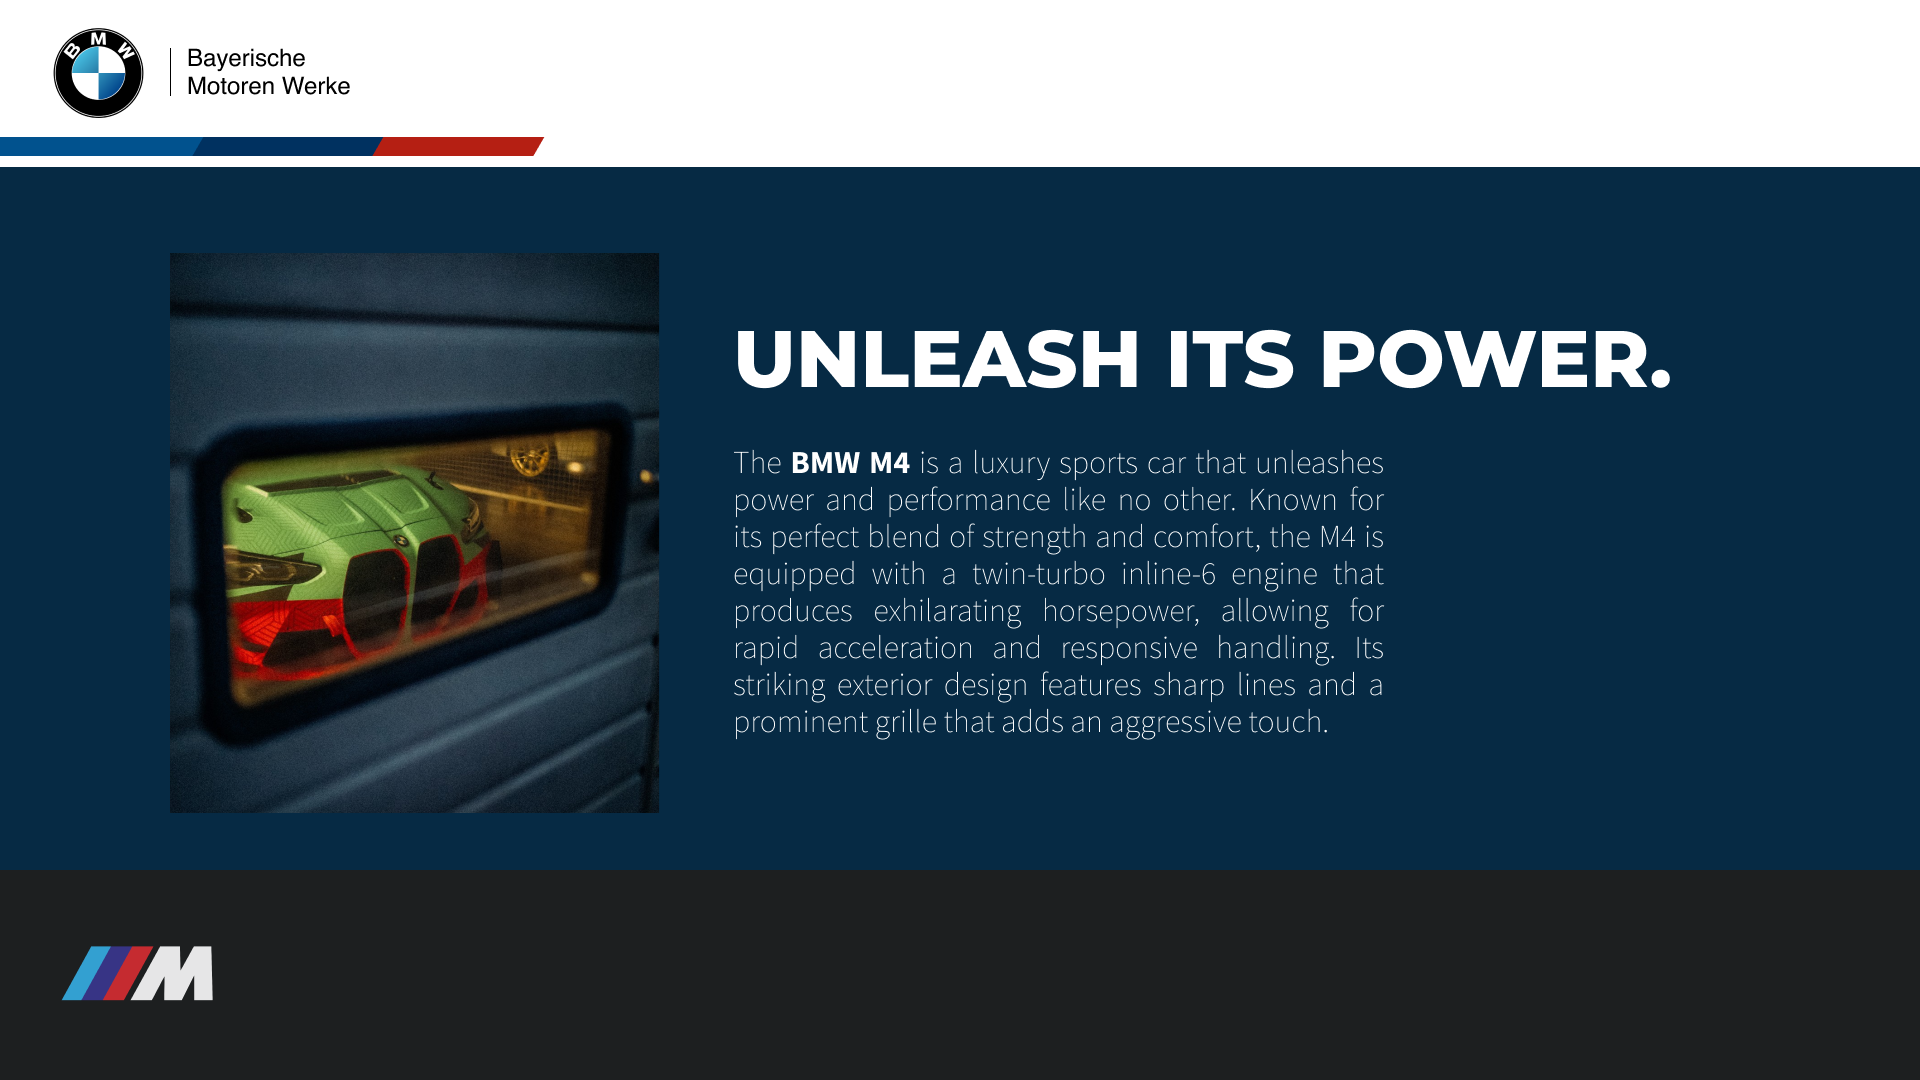 BMW
Bayerische
Motoren Werke
UNLEASH ITS POWER.
The BMW M4 is a luxury sports car that unleashes
power and performance like no other. Known for
its perfect blend of strength and comfort, the M4 is
equipped with a twin-turbo inline-6 engine that
produces exhilarating horsepower, allowing for
rapid acceleration and responsive handling. Its
striking exterior design features sharp lines and a
prominent grille that adds an aggressive touch.
M